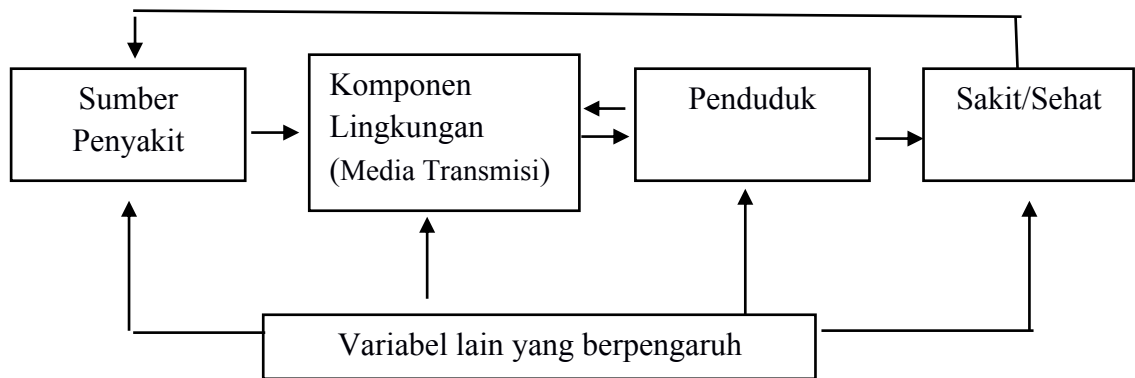 Sumber
Penyakit
Komponen
Lingkungan
(Media Transmisi)
Penduduk
Sakit/Sehat
Variabel lain yang berpengaruh